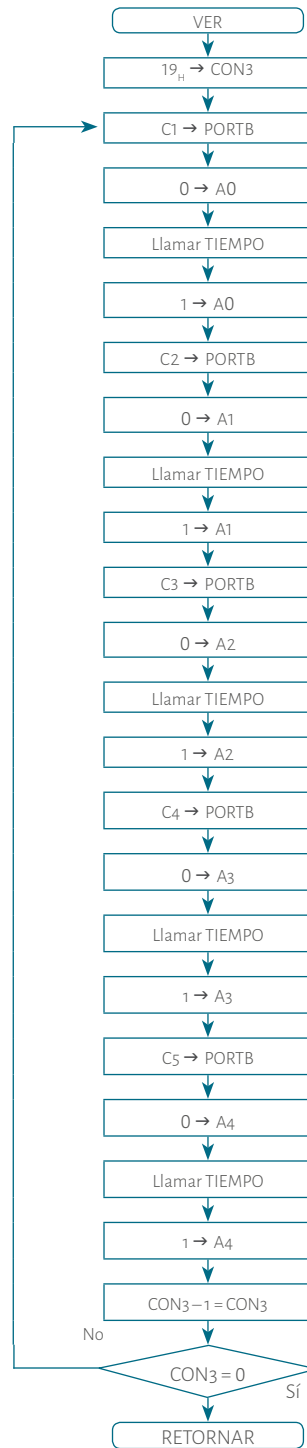 VER
19H → CON3
C1 → PORTB
0 → A0
Llamar TIEMPO
1 → A0
C2 → PORTB
0 → A1
Llamar TIEMPO
1 → A1
C3 → PORTB
0 → A2
Llamar TIEMPO
1 → A2
C4 → PORTB
0 → A3
Llamar TIEMPO
1 → A3
C5 → PORTB
0 → A4
Llamar TIEMPO
1 → A4
CON3 – 1 = CON3
No
CON3 = 0
Sí
RETORNAR